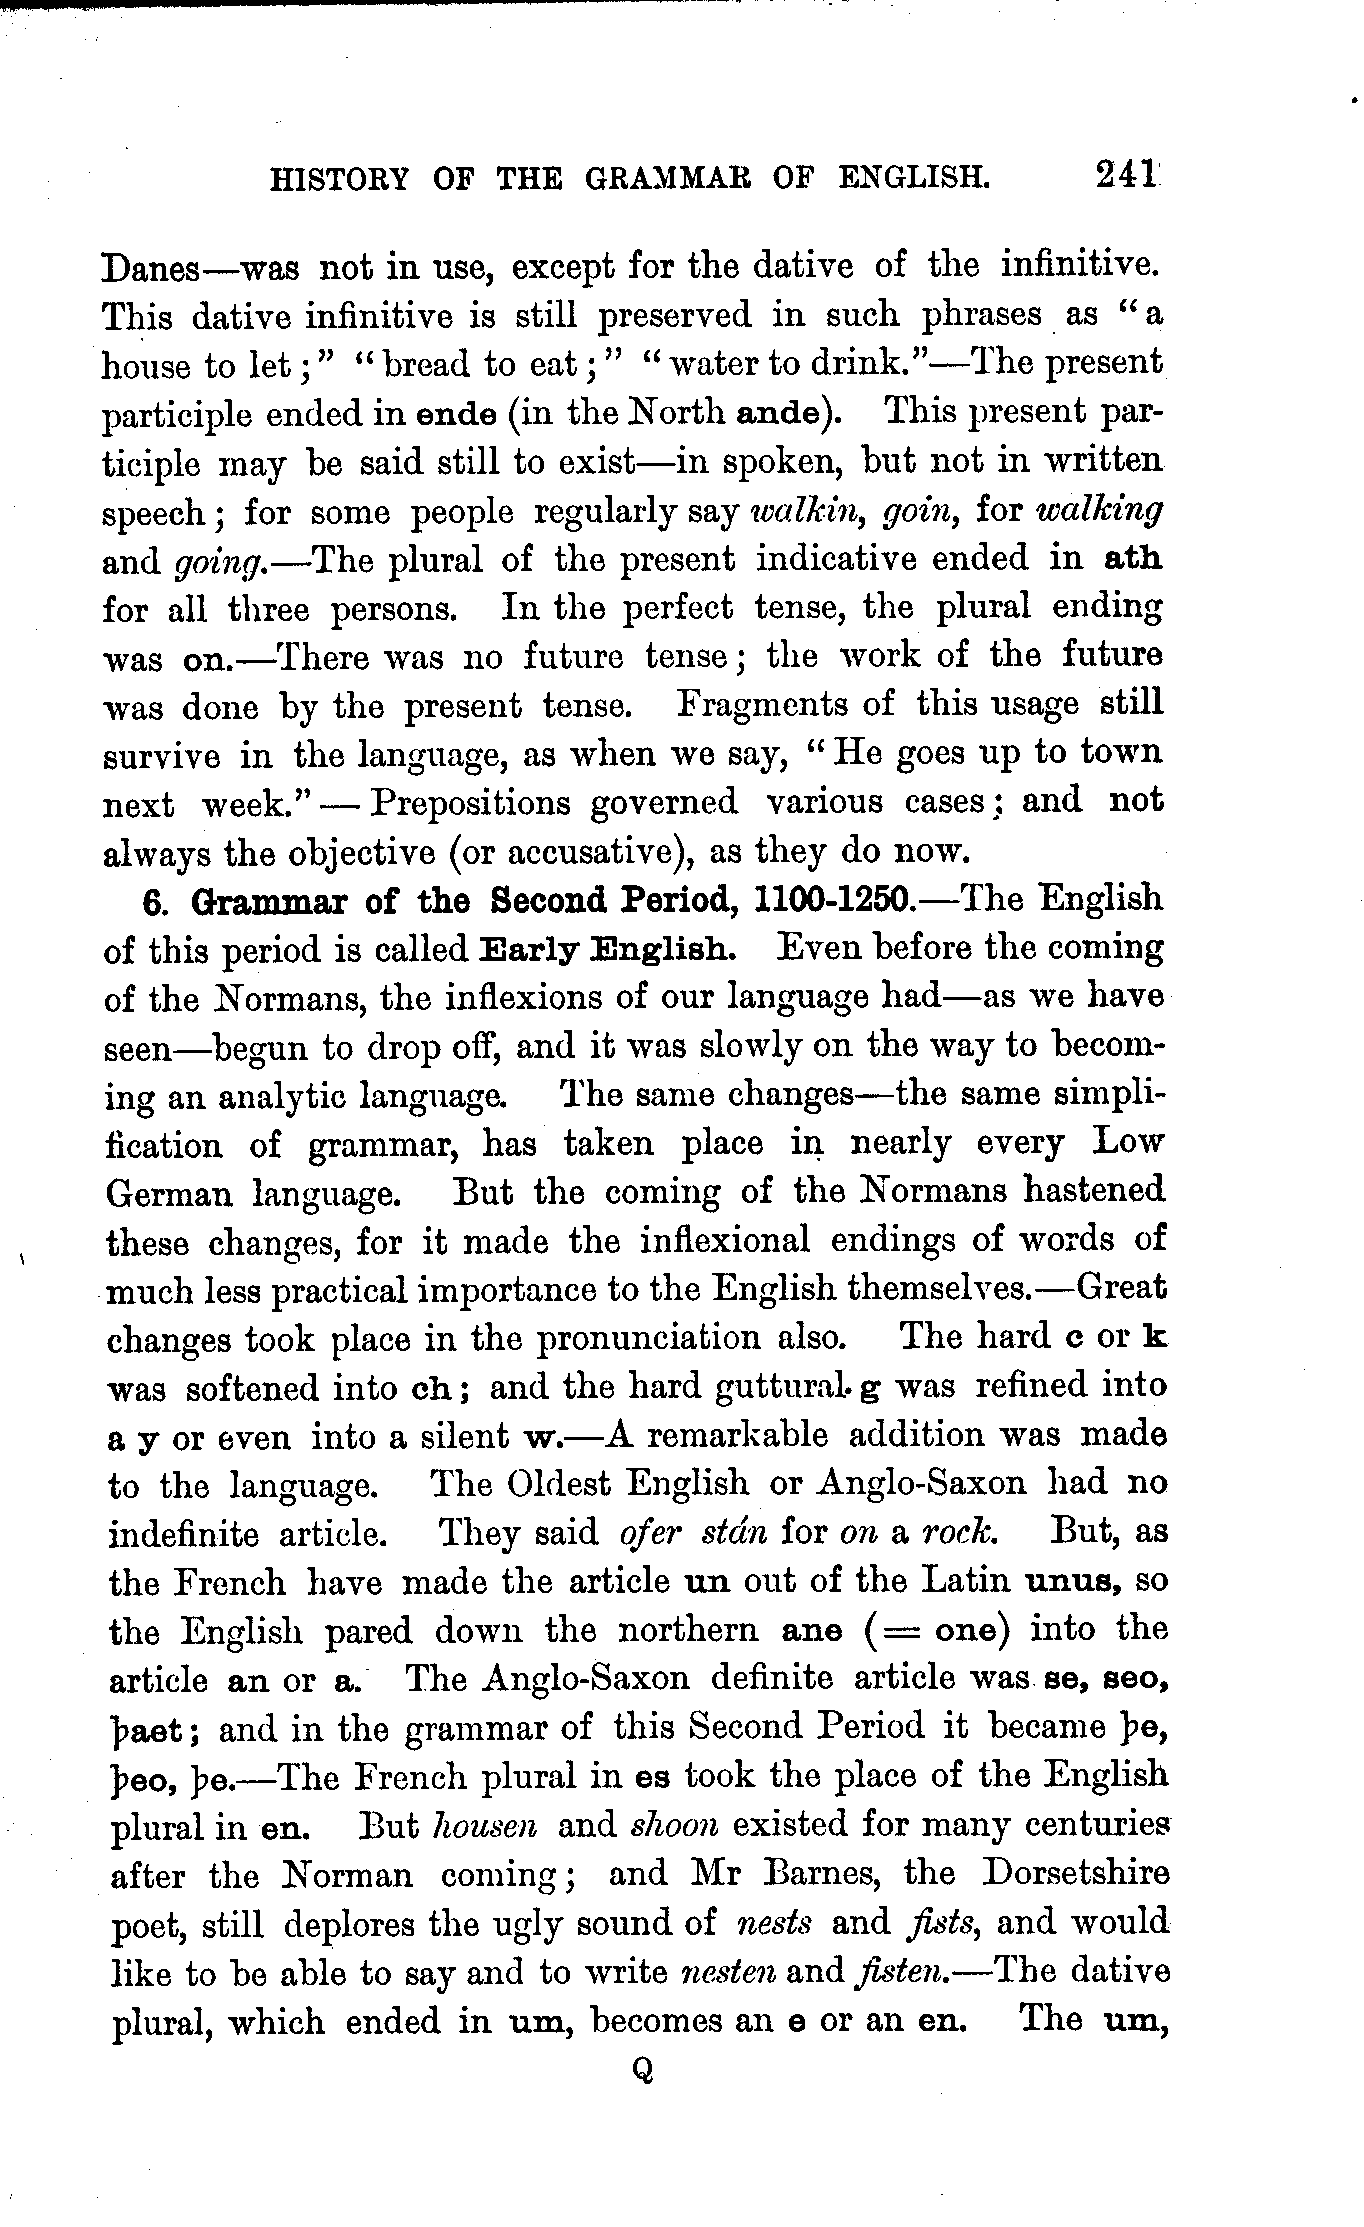 HISTORY OF THE GRAMMAR OF ENGLISH. 241
Danes—was not in use, except for the dative of the infinitive.
This dative infinitive is still preserved in such phrases as “a
house to let;” “bread to eat;” “water to drink.”—The present
participle ended in ende (in the North ande). This present par-
ticiple may be said still to exist—in spoken, but not in written
speech; for some people regularly say walkin, goin, for walking
and going.—The plural of the present indicative ended in ath
for all three persons. In the perfect tense, the plural ending
was on.—There was no future tense; the work of the future
was done by the present tense. Fragments of this usage still
survive in the language, as when we say, “He goes up to town
next week.”—Prepositions governed various cases; and not
always the objective (or accusative), as they do now.
6. Grammar of the Second Period, 1100-1250.—The English
of this period is called Early English. Even before the coming
of the Normans, the inflexions of our language had—as we have
seen—begun to drop off, and it was slowly on the way to becom-
ing an analytic language. The same changes—the same simpli-
fication of grammar, has taken place in nearly every Low
German language. But the coming of the Normans hastened
these changes, for it made the inflexional endings of words of
much less practical importance to the English themselves.—Great
changes took place in the pronunciation also. The hard c or k
was softened into ch; and the hard guttural g was refined into
a y or even into a silent w.—A remarkable addition was made
to the language. The Oldest English or Anglo-Saxon had no
indefinite article. They said ofer stán for on a rock. But, as
the French have made the article un out of the Latin unus, so
the English pared down the northern ane (= one) into the
article an or a. The Anglo-Saxon definite article was se, seo,
þaet; and in the grammar of this Second Period it became þe,
þeo, þe.—The French plural in es took the place of the English
plural in en. But housen and shoon existed for many centuries
after the Norman coming; and Mr Barnes, the Dorsetshire
poet, still deplores the ugly sound of nests and fists, and would
like to be able to say and to write nesten and fisten.—The dative
plural, which ended in um, becomes an e or an en. The um,
Q